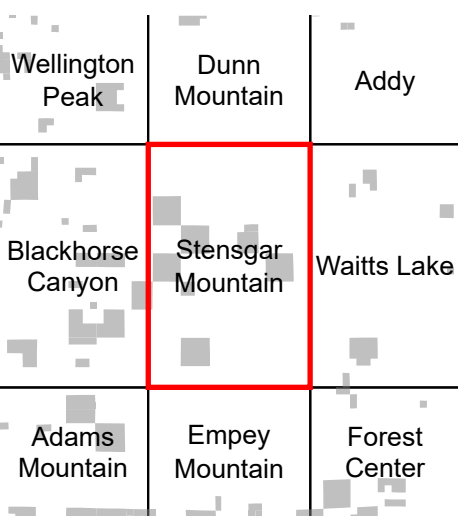 Wellington
Peak
Dunn
Mountain
Addy
Blackhorse
Canyon
Stensgar
Mountain
Waitts Lake
Adams
Mountain
Empey
Mountain
Forest
Center